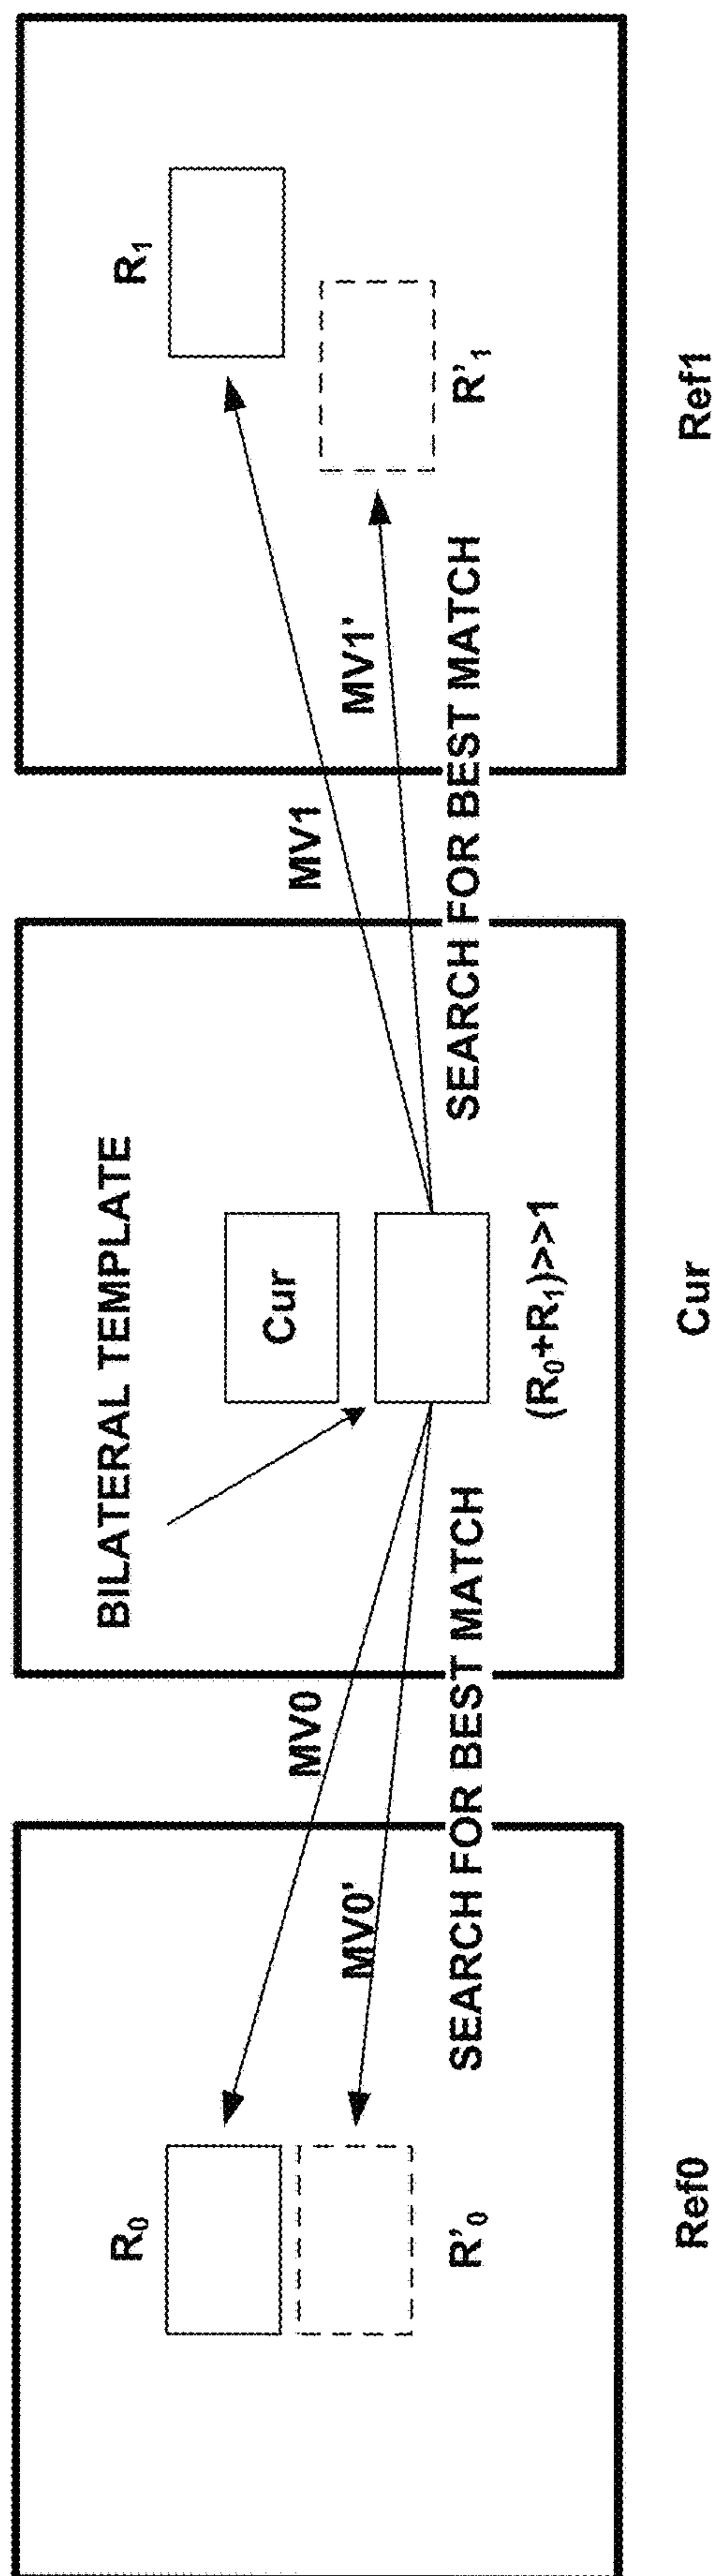 BILATERAL TEMPLATE
R₀
R₁
MV0
MV1
Cur
MV0'
MV1'
R'₀
SEARCH FOR BEST MATCH
SEARCH FOR BEST MATCH
R'₁
(R₀+R₁)>>1
Ref0
Cur
Ref1